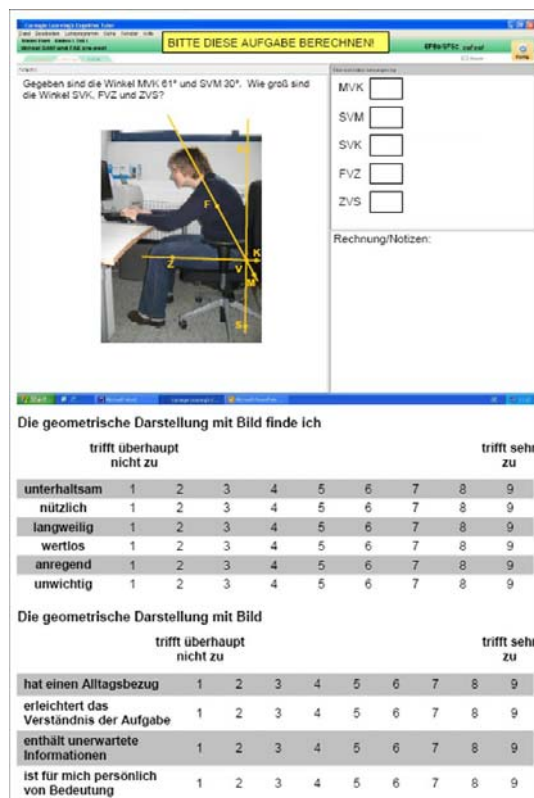 BITTE DIESE AUFGABE BERECHNEN!
Gegeben sind die Winkel MVK 61° und SVM 30°. Wie groß sind
die Winkel SVK, FVZ und ZVS?
MVK
SVM
SVK
FVZ
ZVS
Rechnung/Notizen:
F
Z
K
V
M
S
Start
Die geometrische Darstellung mit Bild finde ich
trifft überhaupt
nicht zu
trifft sehr
zu
unterhaltsam 1 2 3 4 5 6 7 8 9
nützlich 1 2 3 4 5 6 7 8 9
langweilig 1 2 3 4 5 6 7 8 9
wertlos 1 2 3 4 5 6 7 8 9
anregend 1 2 3 4 5 6 7 8 9
unwichtig 1 2 3 4 5 6 7 8 9
Die geometrische Darstellung mit Bild
trifft überhaupt
nicht zu
trifft sehr
zu
hat einen Alltagsbezug 1 2 3 4 5 6 7 8 9
erleichtert das
Verständnis der Aufgabe 1 2 3 4 5 6 7 8 9
enthält unerwartete
Informationen 1 2 3 4 5 6 7 8 9
ist für mich persönlich
von Bedeutung 1 2 3 4 5 6 7 8 9